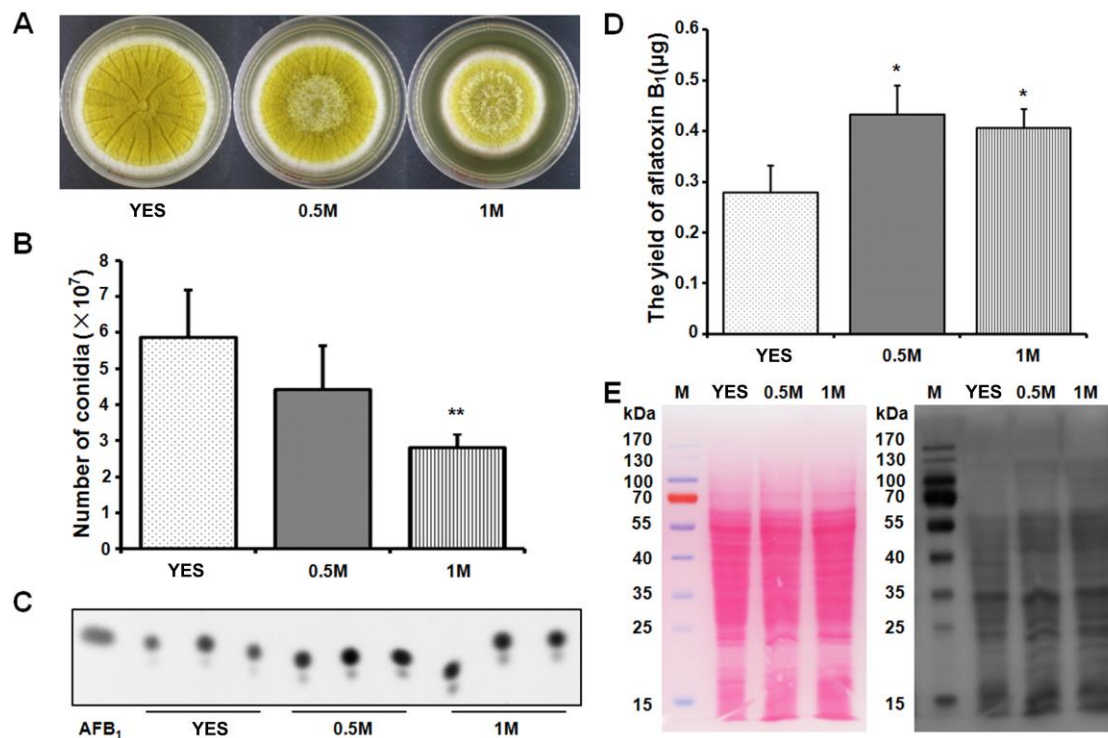 A
YES 0.5M 1M
B
Number of conidia (×10⁷)
8
7
6
5
4
3
2
1
0
**
YES 0.5M 1M
C
AFB₁ YES 0.5M 1M
D
The yield of aflatoxin B₁(μg)
0.6
0.5
0.4
0.3
0.2
0.1
0
* *
YES 0.5M 1M
E
M YES 0.5M 1M
kDa
170
130
100
70
55
40
35
25
15
M YES 0.5M 1M
kDa
170
130
100
70
55
40
35
25
15